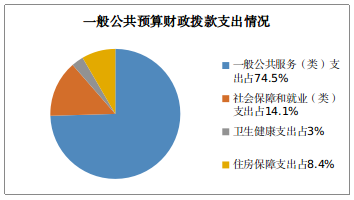 一般公共预算财政拨款支出情况
一般公共服务（类）支
出占74.5%
社会保障和就业（类）
支出占14.1%
卫生健康支出占3%
住房保障支出占8.4%